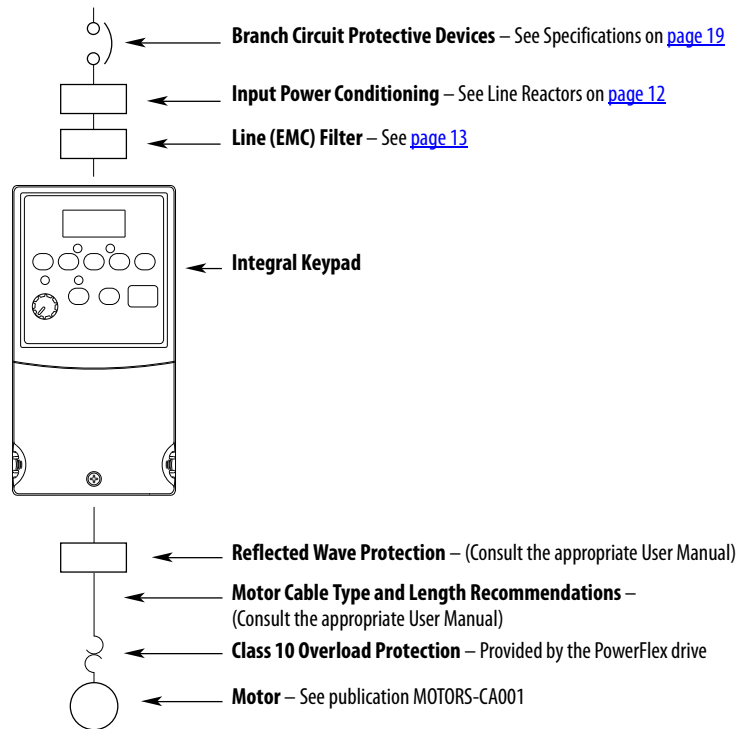 Branch Circuit Protective Devices – See Specifications on page 19
Input Power Conditioning – See Line Reactors on page 12
Line (EMC) Filter – See page 13
Integral Keypad
Reflected Wave Protection – (Consult the appropriate User Manual)
Motor Cable Type and Length Recommendations –
(Consult the appropriate User Manual)
Class 10 Overload Protection – Provided by the PowerFlex drive
Motor – See publication MOTORS-CA001